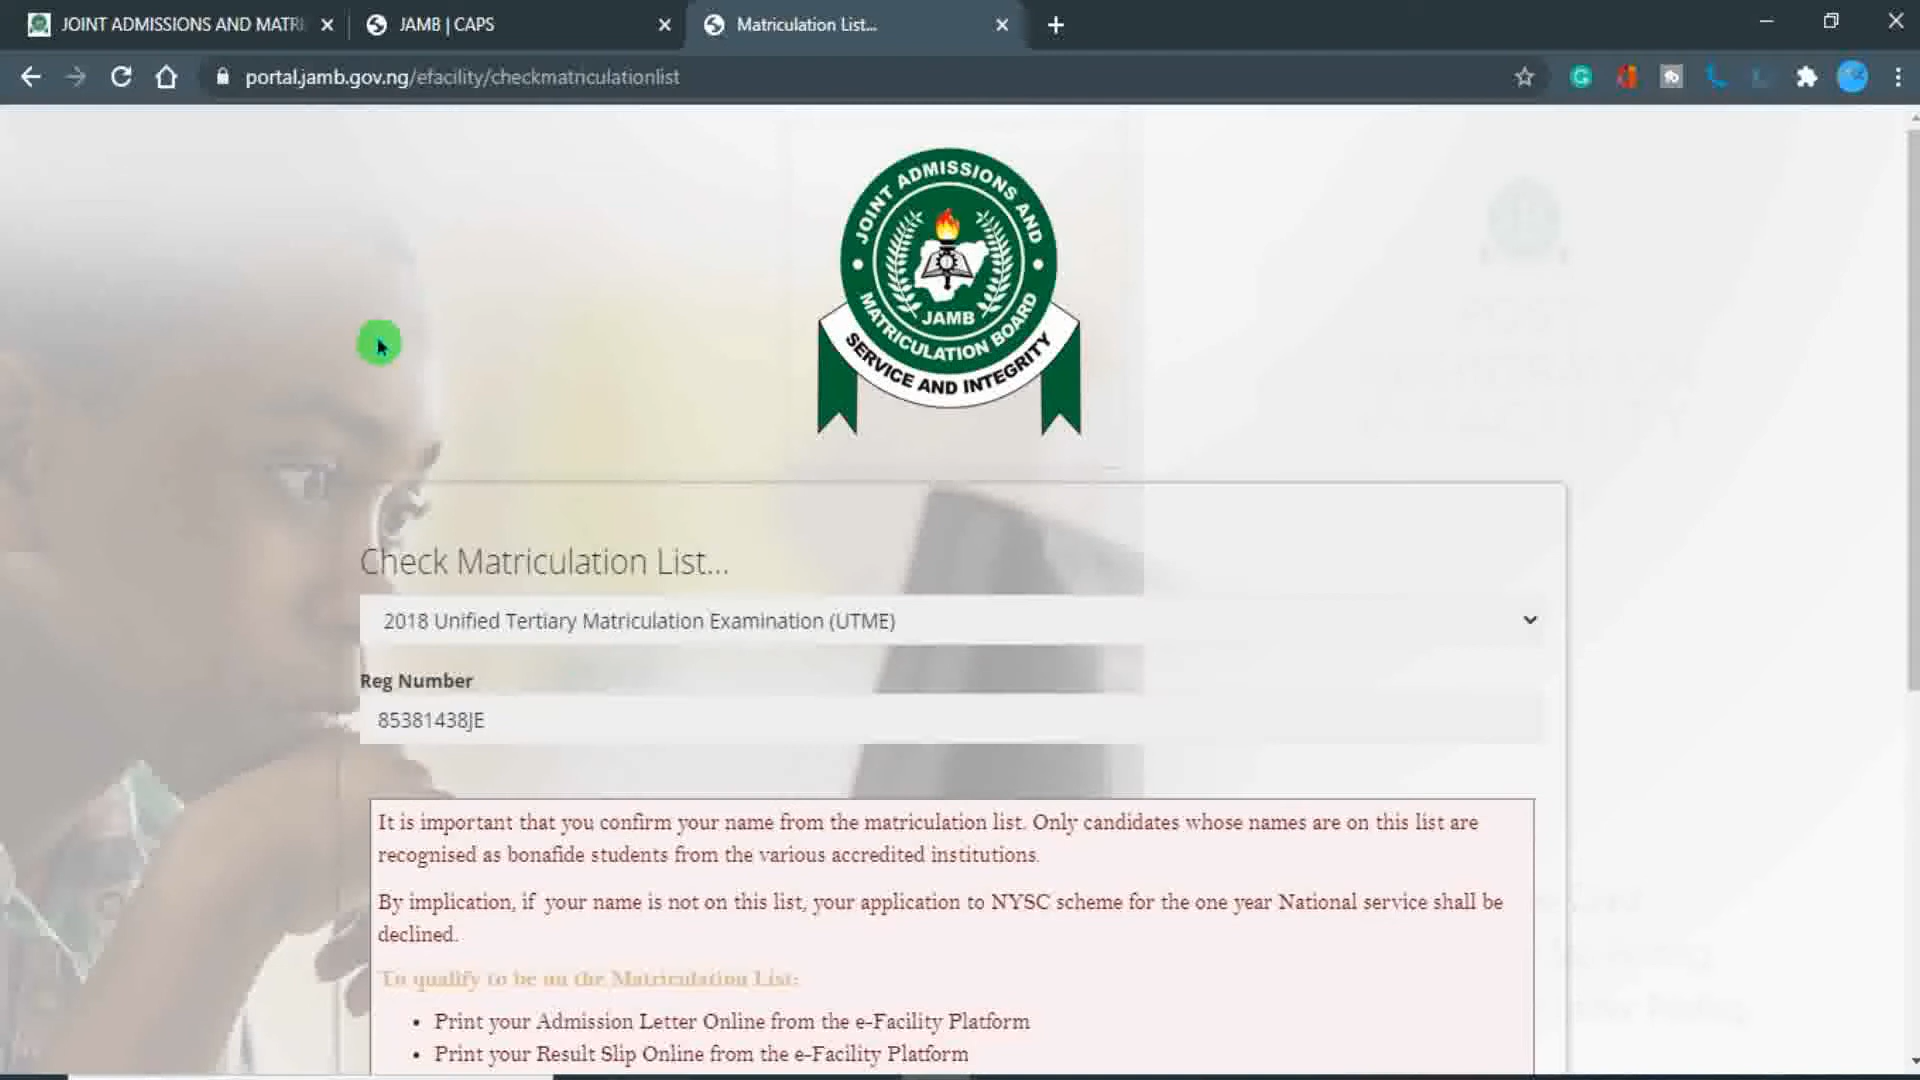 JOINT ADMISSIONS AND MATRI
JAMB | CAPS
Matriculation List...
portal.jamb.gov.ng/efacility/checkmatriculationlist
JOINT ADMISSIONS AND
MATRICULATION BOARD
JAMB
SERVICE AND INTEGRITY
Check Matriculation List...
2018 Unified Tertiary Matriculation Examination (UTME)
Reg Number
85381438JE
It is important that you confirm your name from the matriculation list. Only candidates whose names are on this list are
recognised as bonafide students from the various accredited institutions.
By implication, if your name is not on this list, your application to NYSC scheme for the one year National service shall be
declined.
To qualify to be on the Matriculation List:
• Print your Admission Letter Online from the e-Facility Platform
• Print your Result Slip Online from the e-Facility Platform